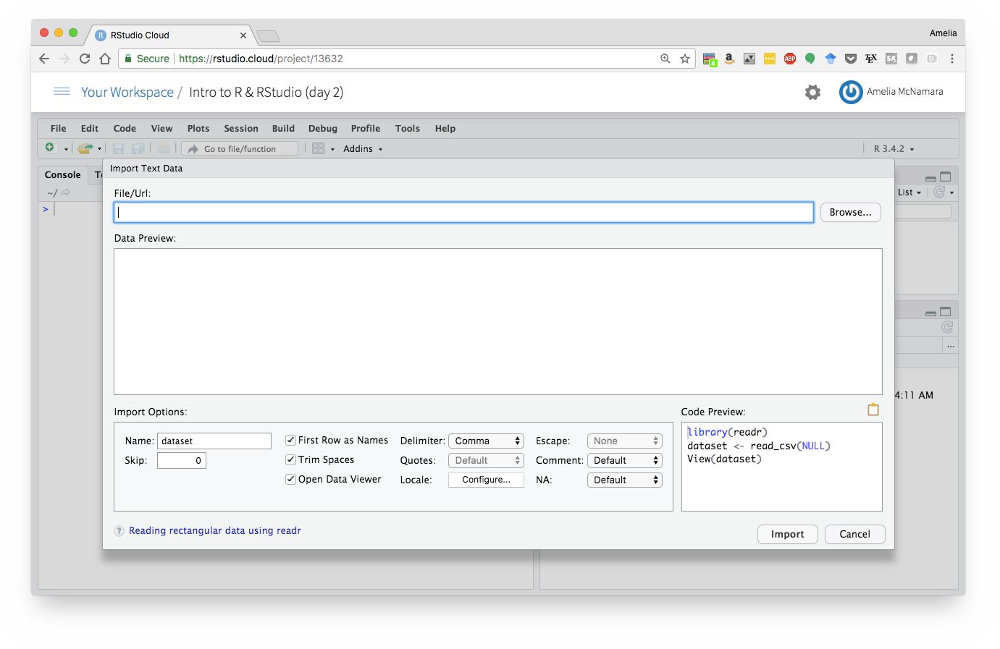 RStudio Cloud
Amelia
Secure https://rstudio.cloud/project/13632
4 a ABP TEX SA B
Your Workspace / Intro to R & RStudio (day 2)
Amelia McNamara
File Edit Code View Plots Session Build Debug Profile Tools Help
Go to file/function Addins R 3.4.2
Import Text Data
Console
~/
List
>
File/Url:
Browse...
Data Preview:
...
4:11 AM
Import Options:
Code Preview:
Name: dataset First Row as Names Delimiter: Comma Escape: None
Skip: 0 Trim Spaces Quotes: Default Comment: Default
Open Data Viewer Locale: Configure... NA: Default
library(readr)
dataset <- read_csv(NULL)
View(dataset)
? Reading rectangular data using readr
Import Cancel